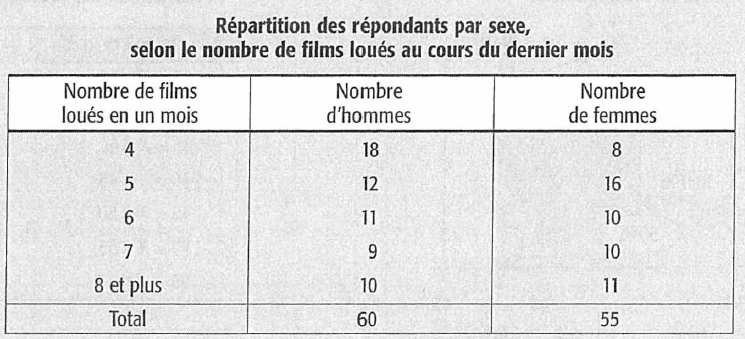 Répartition des répondants par sexe,
selon le nombre de films loués au cours du dernier mois
Nombre de films loués en un mois Nombre d'hommes Nombre de femmes
4 18 8
5 12 16
6 11 10
7 9 10
8 et plus 10 11
Total 60 55